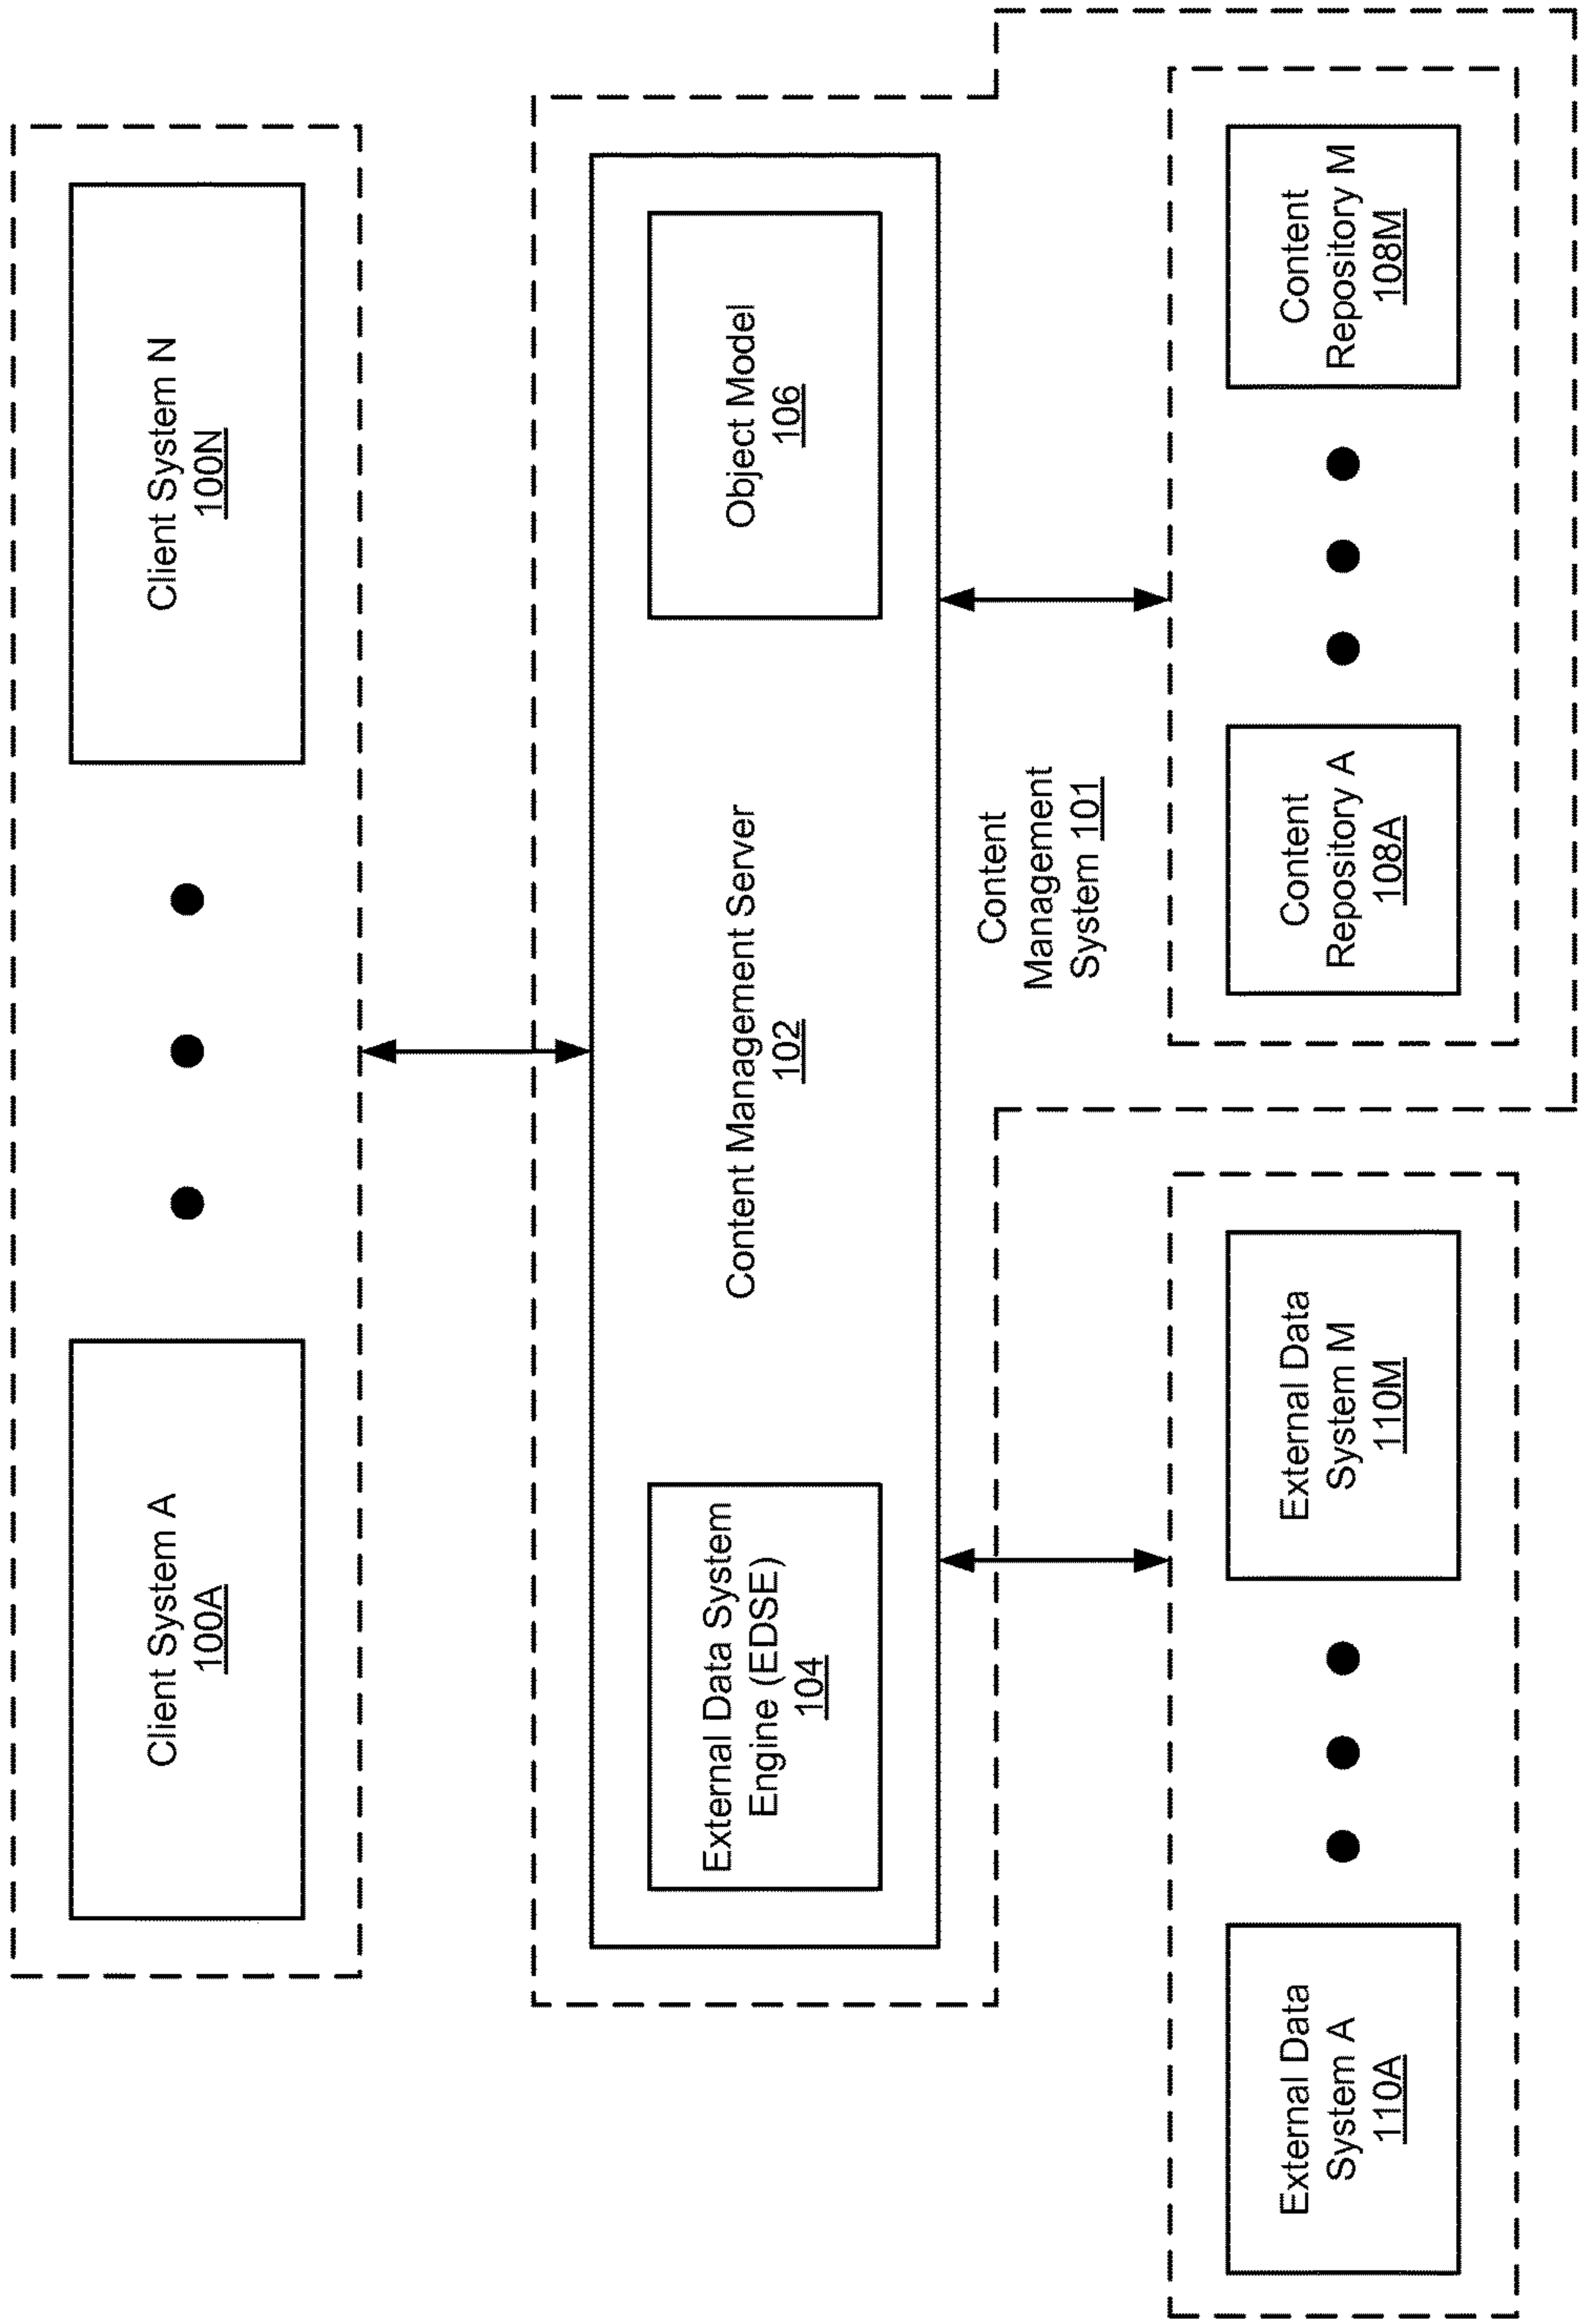 Client System A
100A
Client System N
100N
External Data System
Engine (EDSE)
104
Content Management Server
102
Object Model
106
Content
Management
System 101
External Data
System A
110A
External Data
System M
110M
Content
Repository A
108A
Content
Repository M
108M